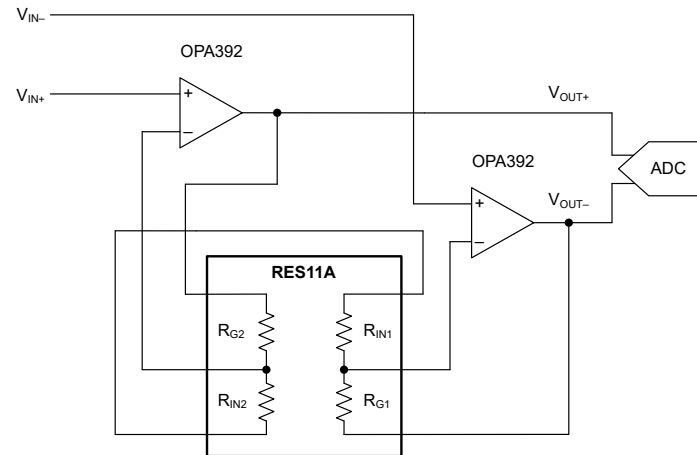 VIN–
OPA392
VIN+
+
–
VOUT+
OPA392
ADC
+
–
VOUT–
RES11A
RG2
RIN1
RIN2
RG1